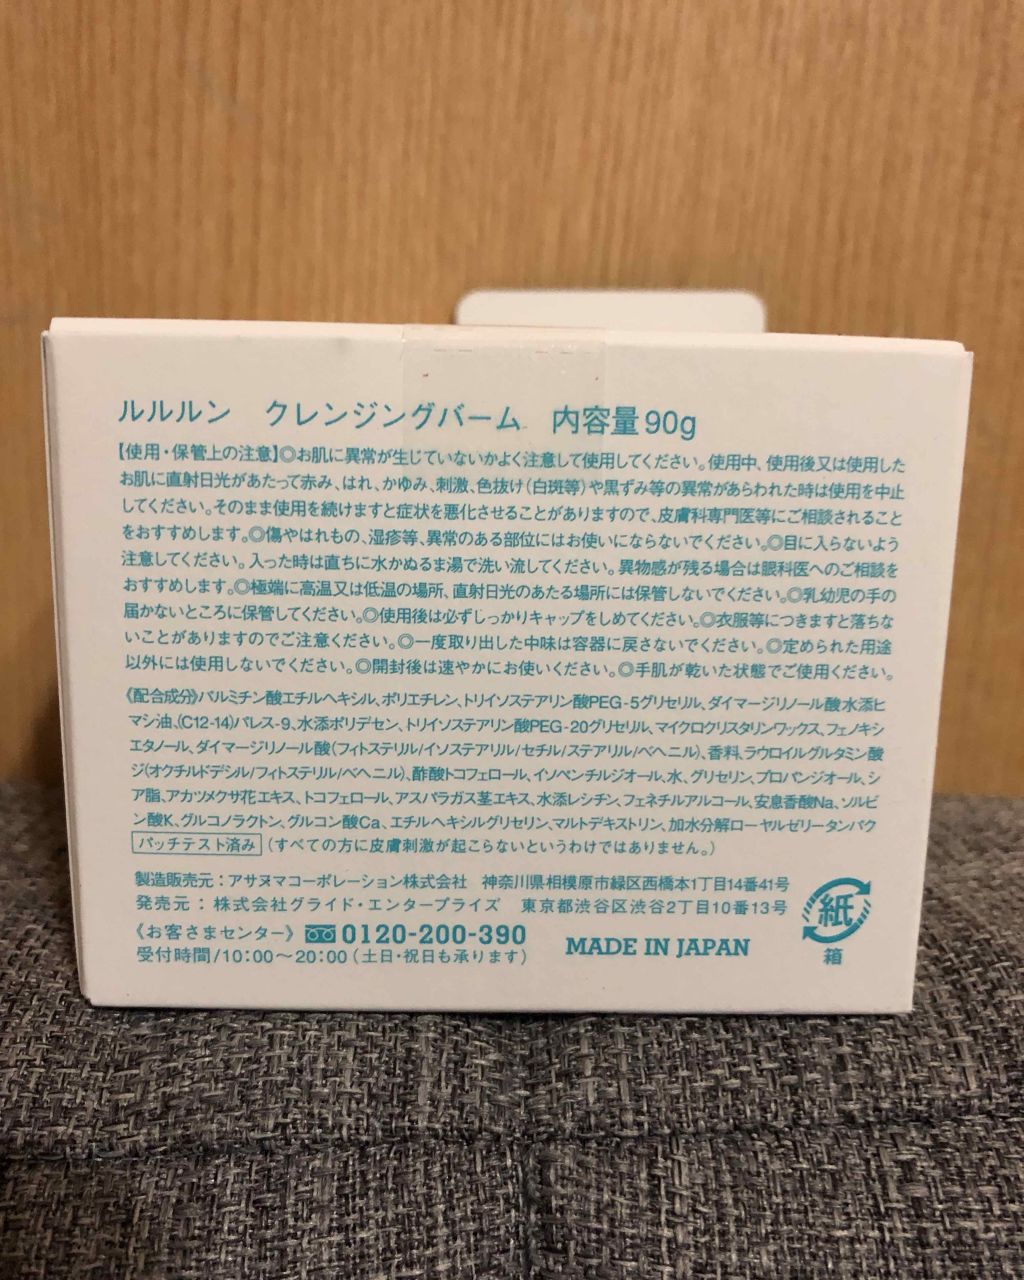 ルルルン　クレンジングバーム　内容量90g
【使用・保管上の注意】◎お肌に異常が生じていないかよく注意して使用してください。使用中、使用後又は使用した
お肌に直射日光があたって赤み、はれ、かゆみ、刺激、色抜け(白斑等)や黒ずみ等の異常があらわれた時は使用を中止
してください。そのまま使用を続けますと症状を悪化させることがありますので、皮膚科専門医等にご相談されること
をおすすめします。◎傷やはれもの、湿疹等、異常のある部位にはお使いにならないでください。◎目に入らないよう
注意してください。入った時は直ちに水かぬるま湯で洗い流してください。異物感が残る場合は眼科医へのご相談を
おすすめします。◎極端に高温又は低温の場所、直射日光のあたる場所には保管しないでください。◎乳幼児の手の
届かないところに保管してください。◎使用後は必ずしっかりキャップをしめてください。◎衣服等につきますと落ちな
いことがありますのでご注意ください。◎一度取り出した中味は容器に戻さないでください。◎定められた用途
以外には使用しないでください。◎開封後は速やかにお使いください。◎手肌が乾いた状態でご使用ください。
《配合成分》パルミチン酸エチルヘキシル、ポリエチレン、トリイソステアリン酸PEG-5グリセリル、ダイマージリノール酸水添ヒ
マシ油、(C12-14)パレス-9、水添ポリデセン、トリイソステアリン酸PEG-20グリセリル、マイクロクリスタリンワックス、フェノキシ
エタノール、ダイマージリノール酸(フィトステリル/イソステアリル/セチル/ステアリル/ベヘニル)、香料、ラウロイルグルタミン酸
ジ(オクチルドデシル/フィトステリル/ベヘニル)、酢酸トコフェロール、イソペンチルジオール、水、グリセリン、プロパンジオール、シ
ア脂、アカツメクサ花エキス、トコフェロール、アスパラガス茎エキス、水添レシチン、フェネチルアルコール、安息香酸Na、ソルビ
ン酸K、グルコノラクトン、グルコン酸Ca、エチルヘキシルグリセリン、マルトデキストリン、加水分解ローヤルゼリータンパク
パッチテスト済み (すべての方に皮膚刺激が起こらないというわけではありません。)
製造販売元：アサヌマコーポレーション株式会社　神奈川県相模原市緑区西橋本1丁目14番41号
発売元：株式会社グライド・エンタープライズ　東京都渋谷区渋谷2丁目10番13号
《お客さまセンター》 0120-200-390
受付時間/10:00〜20:00(土日・祝日も承ります)
MADE IN JAPAN
紙
箱